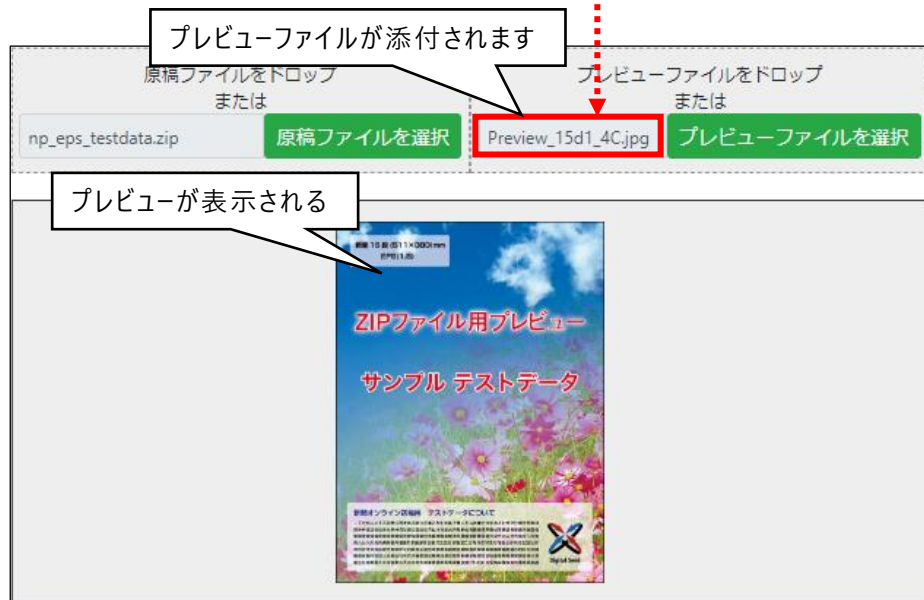 プレビューファイルが添付されます
原稿ファイルをドロップ
または
プレビューファイルをドロップ
または
np_eps_testdata.zip
原稿ファイルを選択
Preview_15d1_4C.jpg
プレビューファイルを選択
プレビューが表示される
ZIPファイル用プレビュー
サンプル テストデータ
新聞オンライン送稿用 テストデータについて
Digital Send